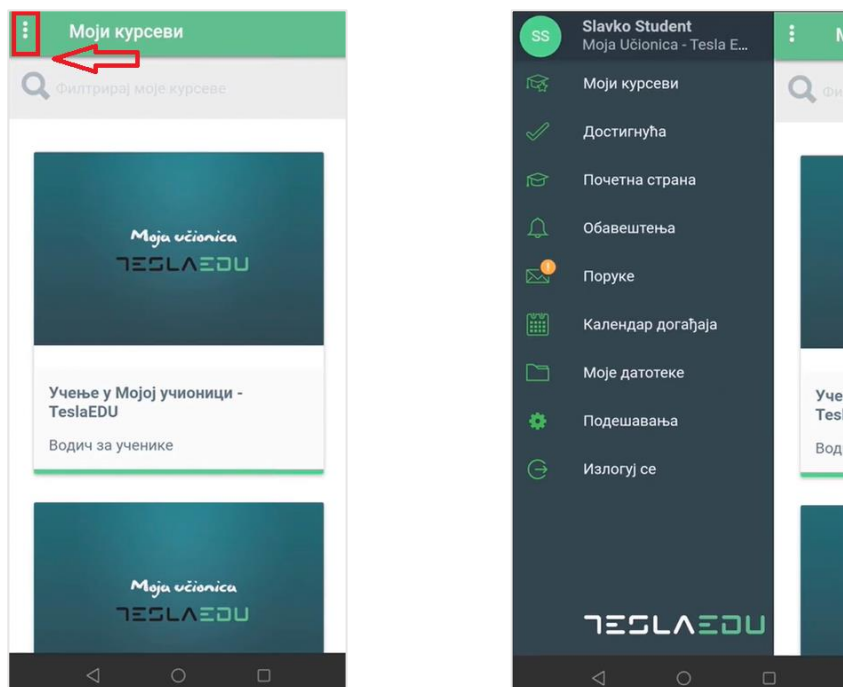 Моји курсеви
Филтрирај моје курсеве
Moja učionica
TESLAEDU
Учење у Мојој учионици -
TeslaEDU
Водич за ученике
Moja učionica
TESLAEDU
SS
Slavko Student
Moja Učionica - Tesla E...
Моји курсеви
Достигнућа
Почетна страна
Обавештења
Поруке
Календар догађаја
Моје датотеке
Подешавања
Излогуј се
TESLAEDU